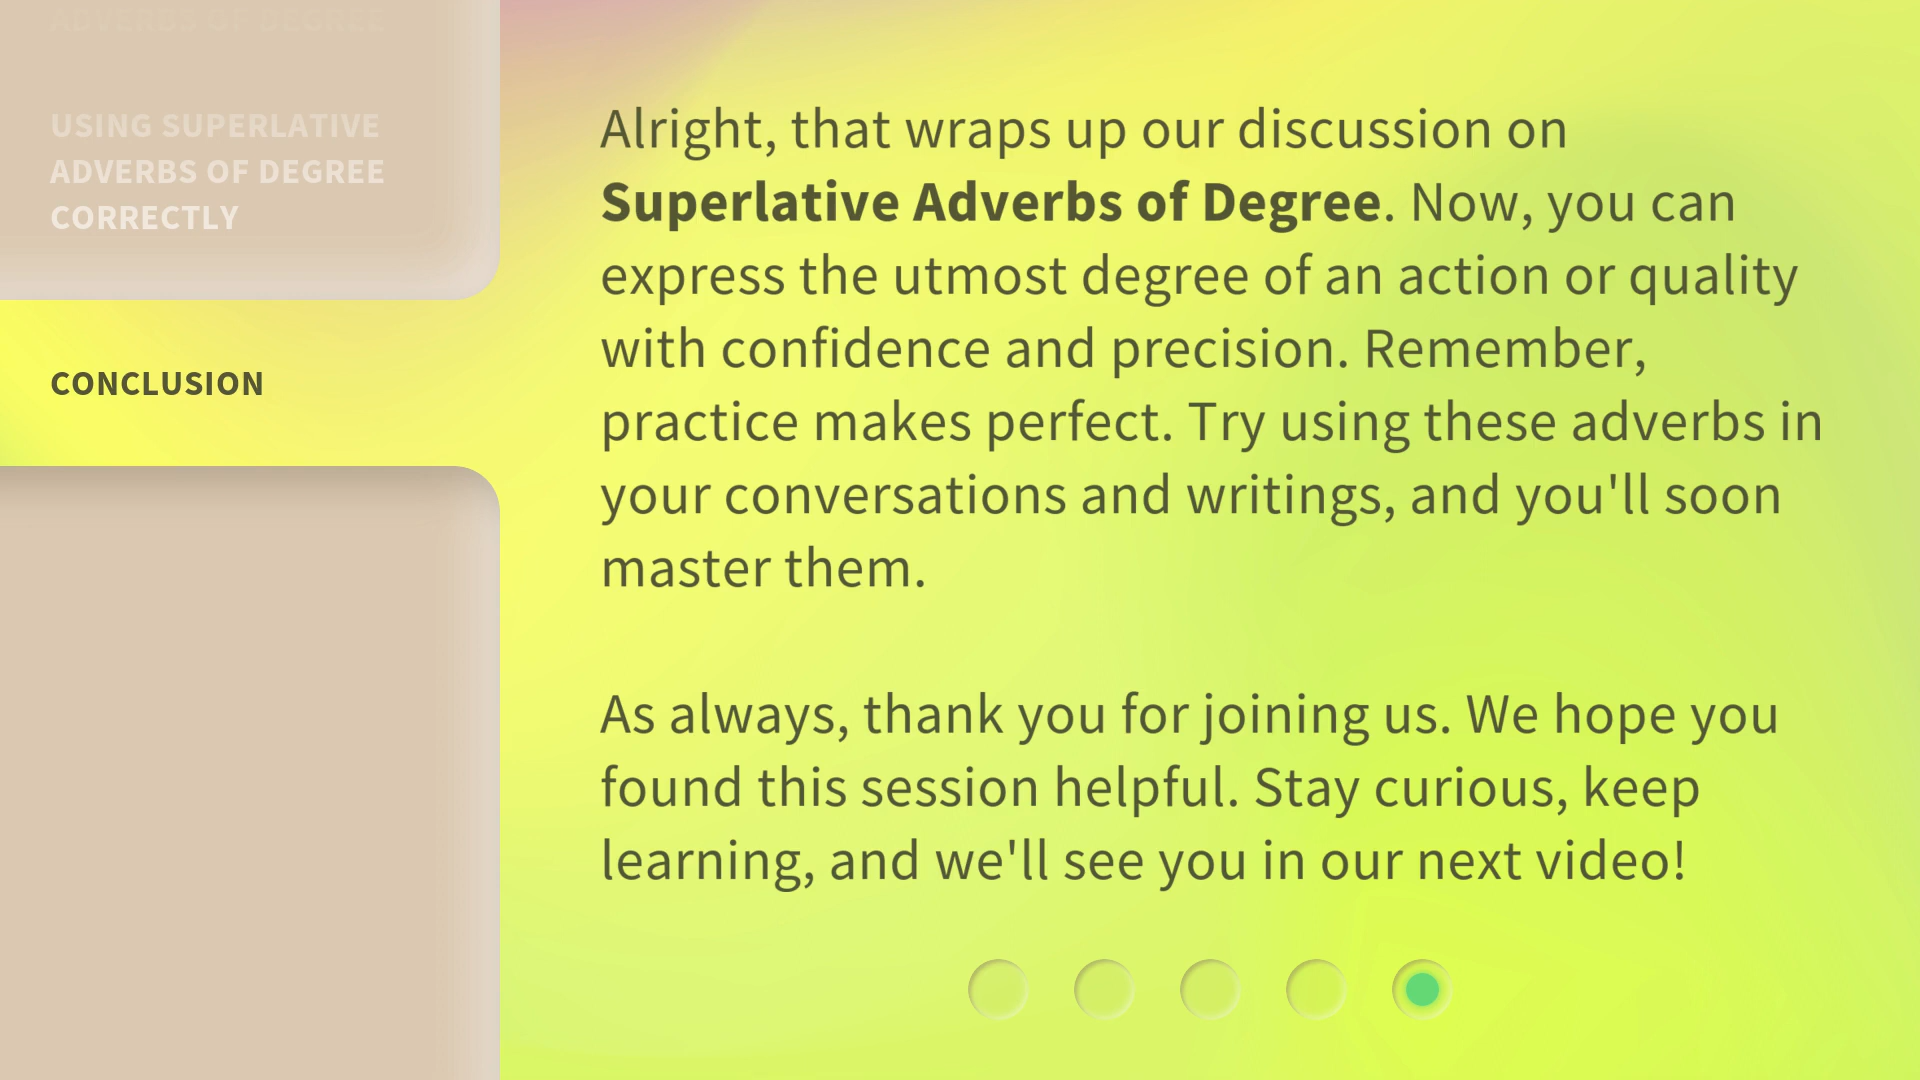 ADVERBS OF DEGREE
USING SUPERLATIVE
ADVERBS OF DEGREE
CORRECTLY
CONCLUSION
Alright, that wraps up our discussion on
Superlative Adverbs of Degree. Now, you can
express the utmost degree of an action or quality
with confidence and precision. Remember,
practice makes perfect. Try using these adverbs in
your conversations and writings, and you'll soon
master them.
As always, thank you for joining us. We hope you
found this session helpful. Stay curious, keep
learning, and we'll see you in our next video!